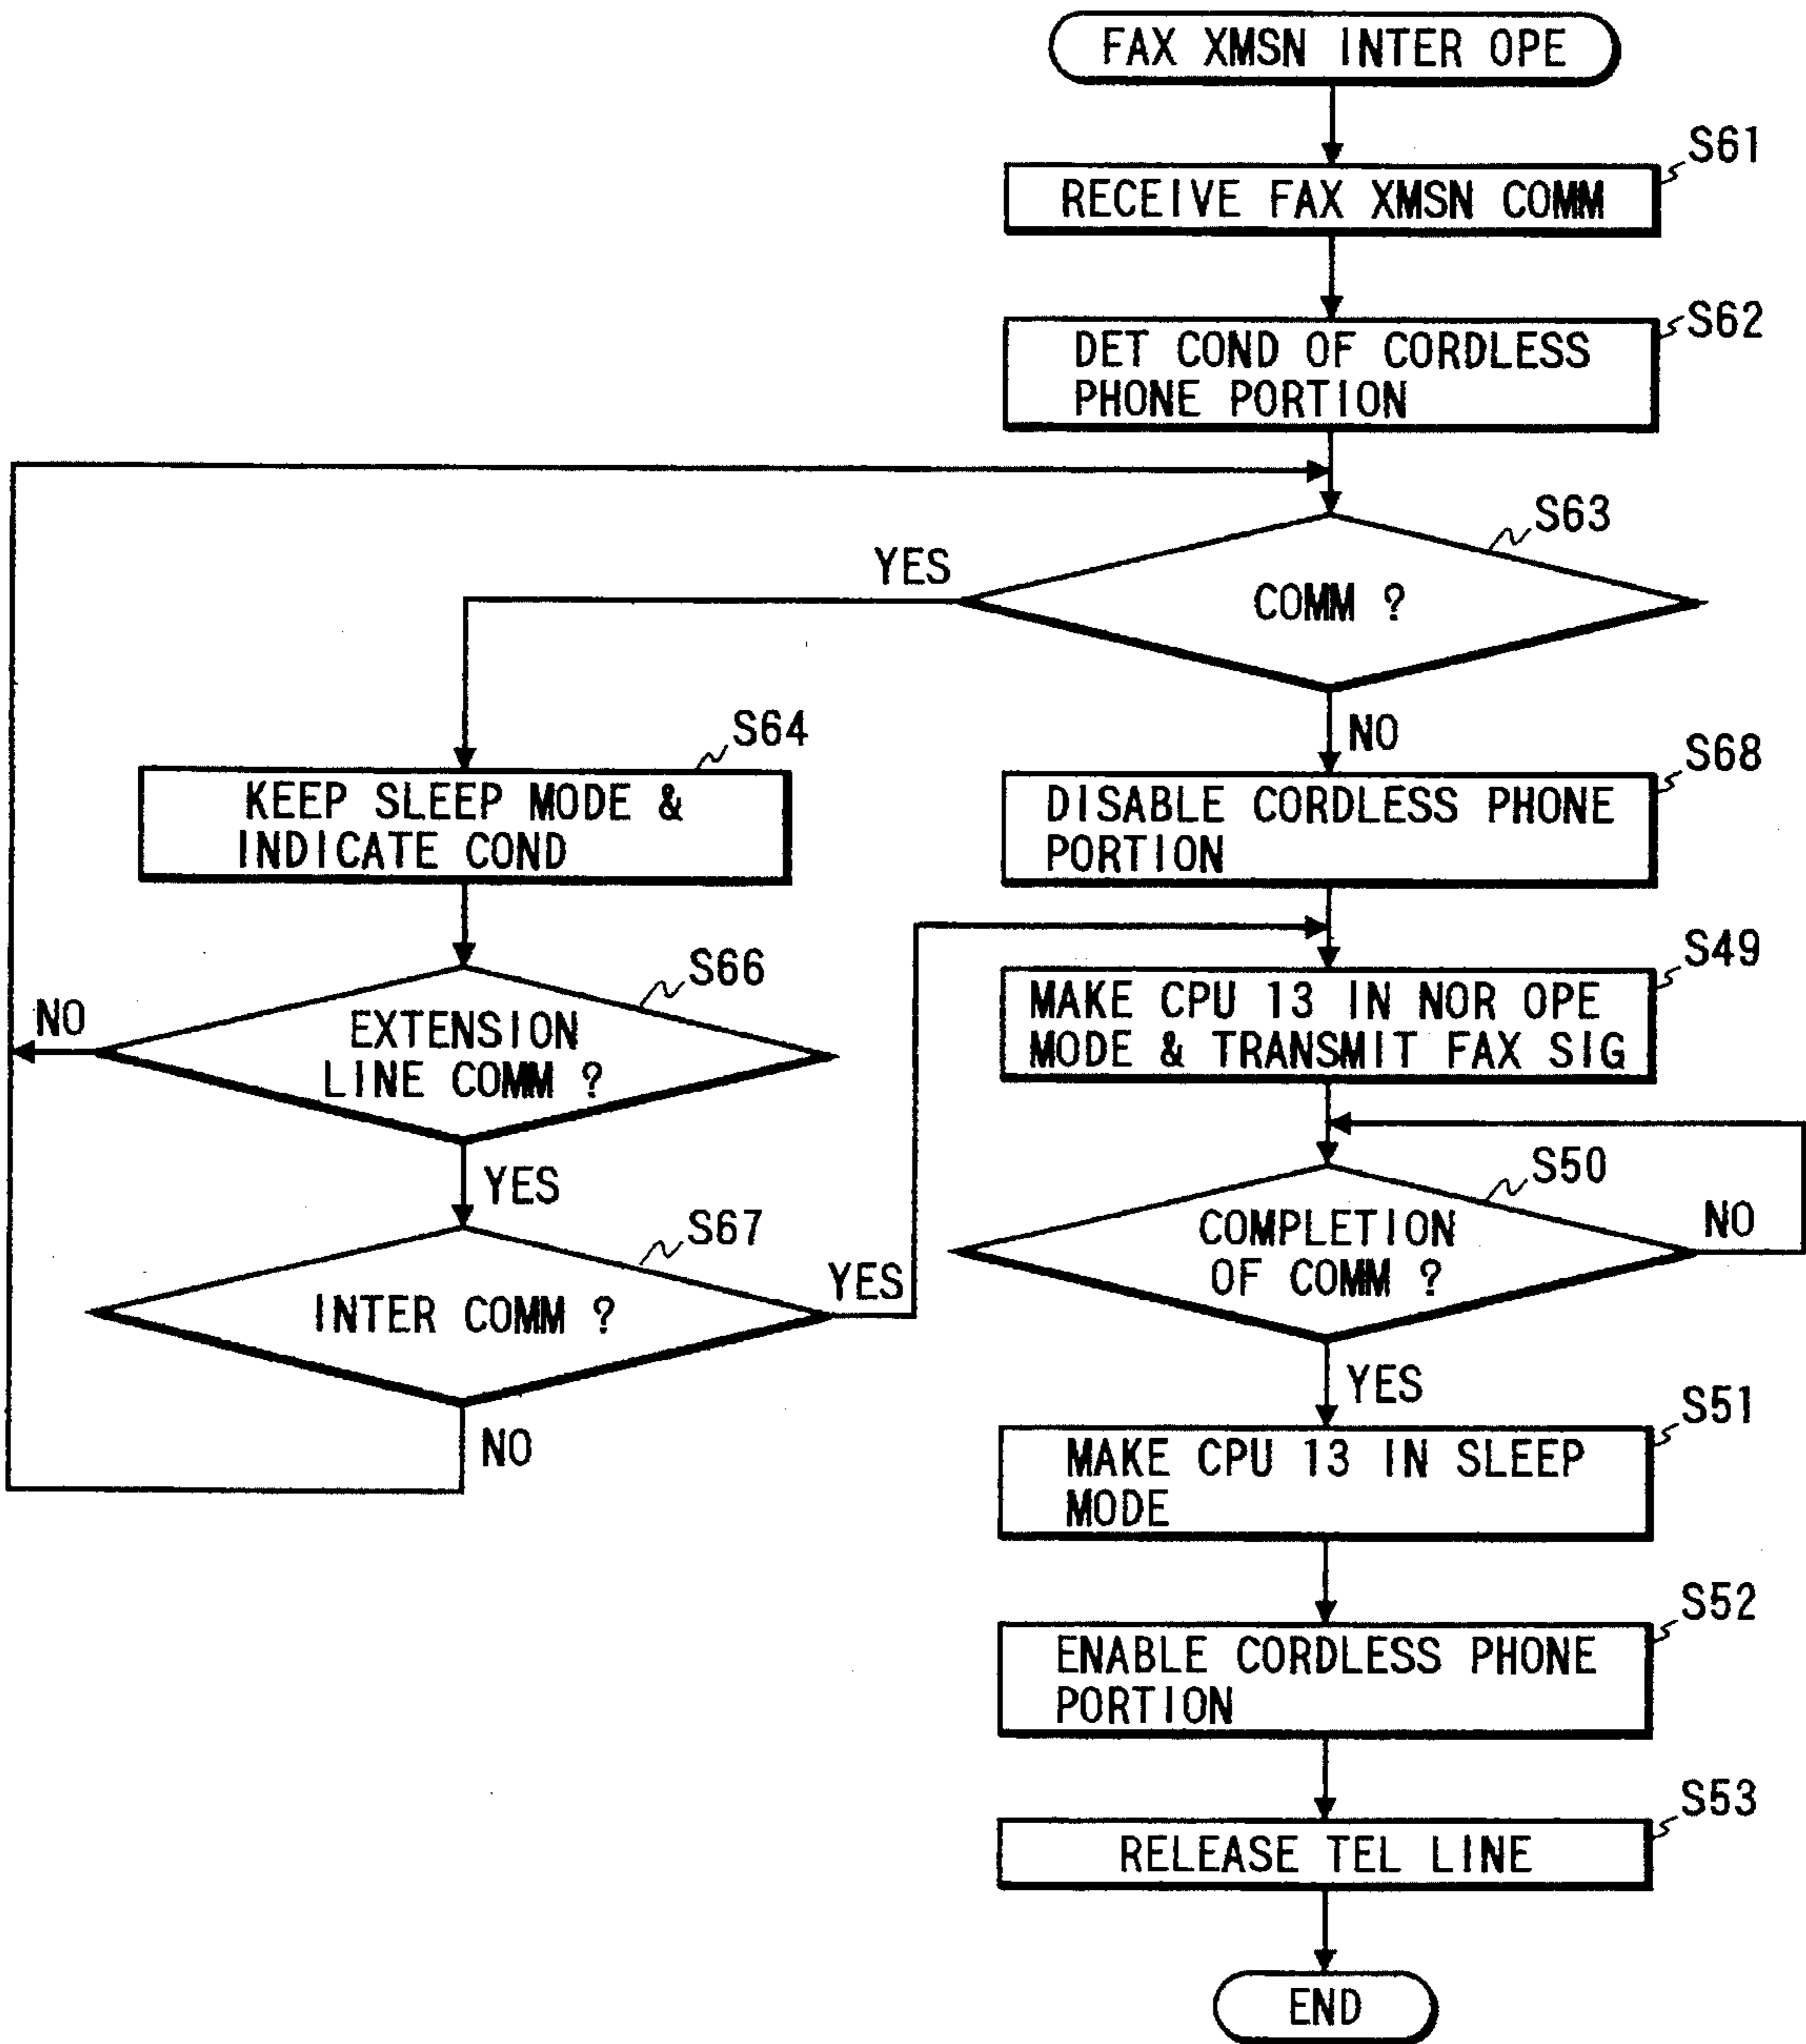 FAX XMSN INTER OPE
S61
RECEIVE FAX XMSN COMM
S62
DET COND OF CORDLESS
PHONE PORTION
S63
COMM ?
YES
NO
S64
KEEP SLEEP MODE &
INDICATE COND
S68
DISABLE CORDLESS PHONE
PORTION
S66
EXTENSION
LINE COMM ?
NO
YES
S49
MAKE CPU 13 IN NOR OPE
MODE & TRANSMIT FAX SIG
S67
INTER COMM ?
YES
NO
S50
COMPLETION
OF COMM ?
NO
YES
S51
MAKE CPU 13 IN SLEEP
MODE
S52
ENABLE CORDLESS PHONE
PORTION
S53
RELEASE TEL LINE
END